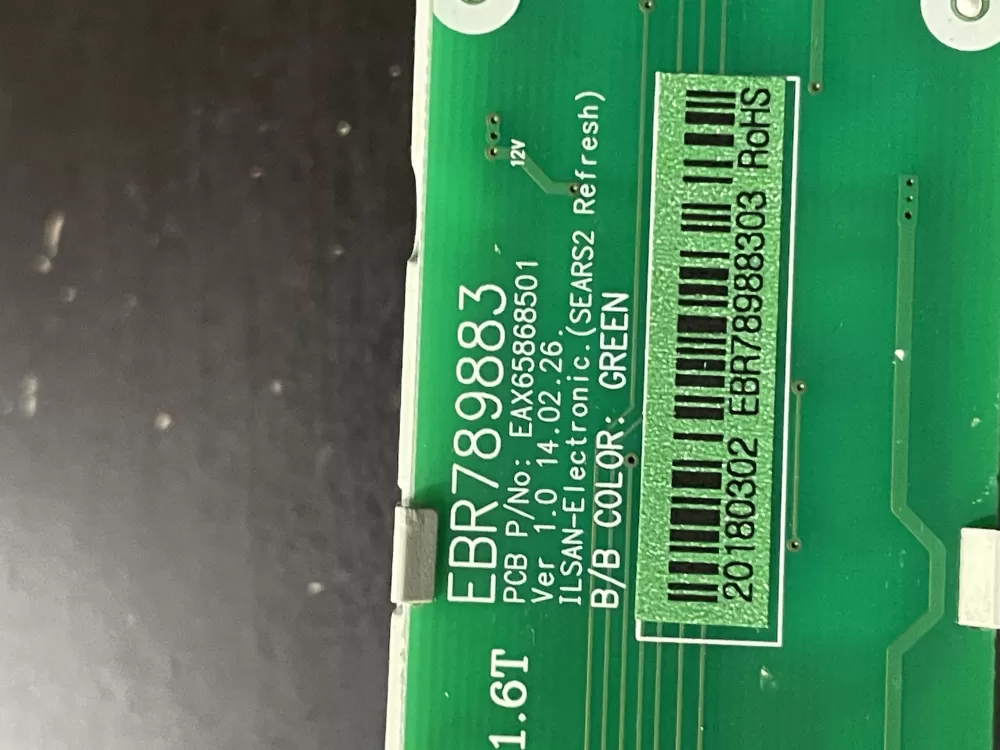 12V
EBR789883
PCB P/No: EAX65868501
Ver 1.0 14.02.26.
ILSAN-Electronic.(SEARS2 Refresh)
B/B COLOR: GREEN
20180302 EBR78988303 RoHS
1.6T